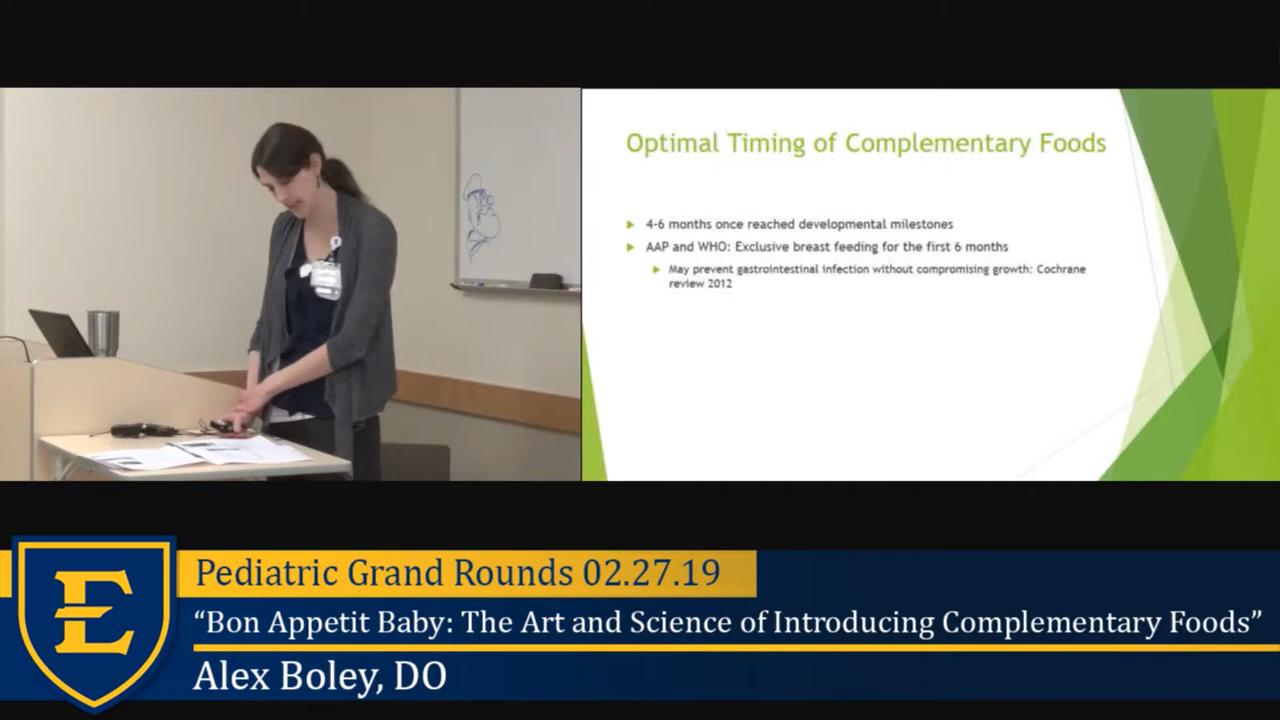 Optimal Timing of Complementary Foods
4-6 months once reached developmental milestones
AAP and WHO: Exclusive breast feeding for the first 6 months
May prevent gastrointestinal infection without compromising growth: Cochrane
review 2012
E
Pediatric Grand Rounds 02.27.19
“Bon Appetit Baby: The Art and Science of Introducing Complementary Foods”
Alex Boley, DO